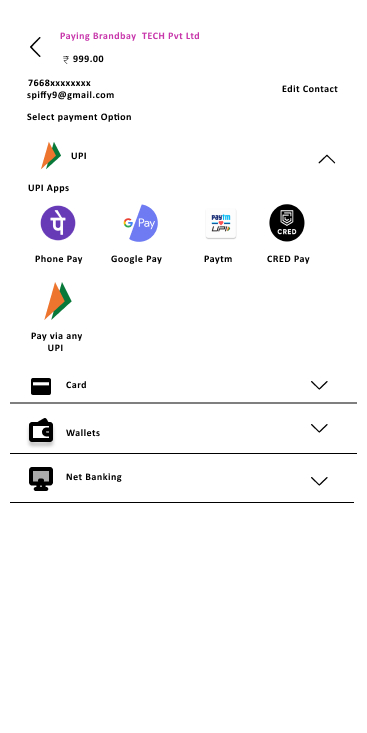 Paying Brandbay TECH Pvt Ltd
₹ 999.00
7668xxxxxxxx
spiffy9@gmail.com
Edit Contact
Select payment Option
UPI
UPI Apps
पे
G Pay
Paytm
UPI
CRED
Phone Pay
Google Pay
Paytm
CRED Pay
Pay via any
UPI
Card
Wallets
Net Banking